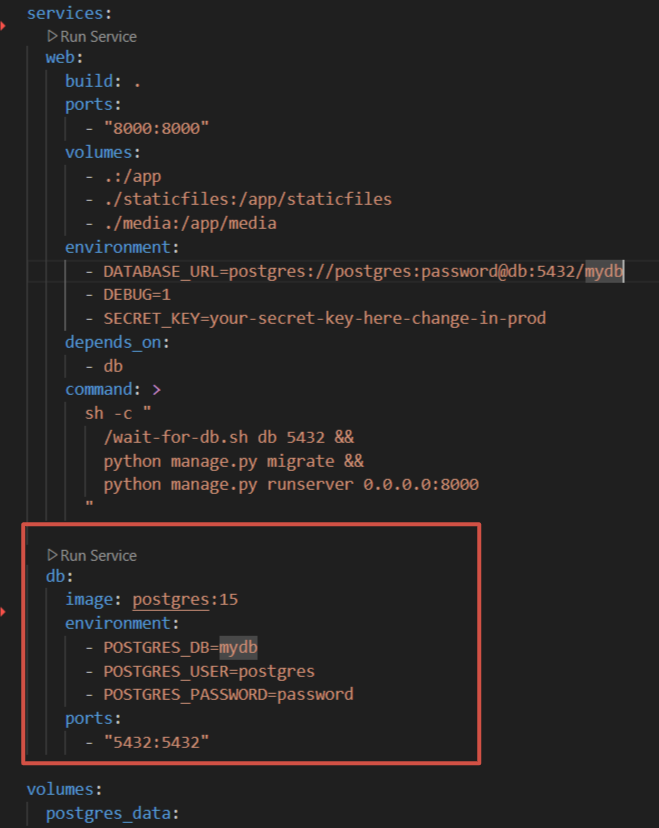 services:
▷Run Service
  web:
    build: .
    ports:
      - "8000:8000"
    volumes:
      - .:/app
      - ./staticfiles:/app/staticfiles
      - ./media:/app/media
    environment:
      - DATABASE_URL=postgres://postgres:password@db:5432/mydb
      - DEBUG=1
      - SECRET_KEY=your-secret-key-here-change-in-prod
    depends_on:
      - db
    command: >
      sh -c "
        /wait-for-db.sh db 5432 &&
        python manage.py migrate &&
        python manage.py runserver 0.0.0.0:8000
      "
▷Run Service
  db:
    image: postgres:15
    environment:
      - POSTGRES_DB=mydb
      - POSTGRES_USER=postgres
      - POSTGRES_PASSWORD=password
    ports:
      - "5432:5432"
volumes:
  postgres_data: